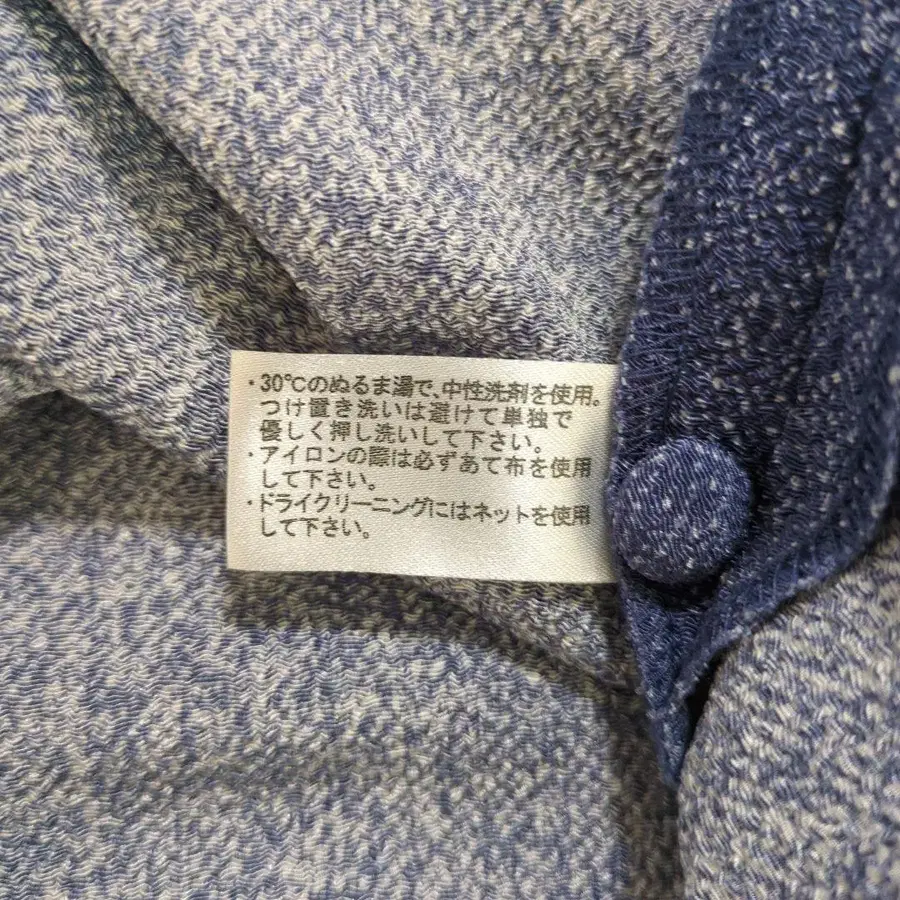 ・30℃のぬるま湯で、中性洗剤を使用。
つけ置き洗いは避けて単独で
優しく押し洗いして下さい。
・アイロンの際は必ずあて布を使用
して下さい。
・ドライクリーニングにはネットを使用
して下さい。